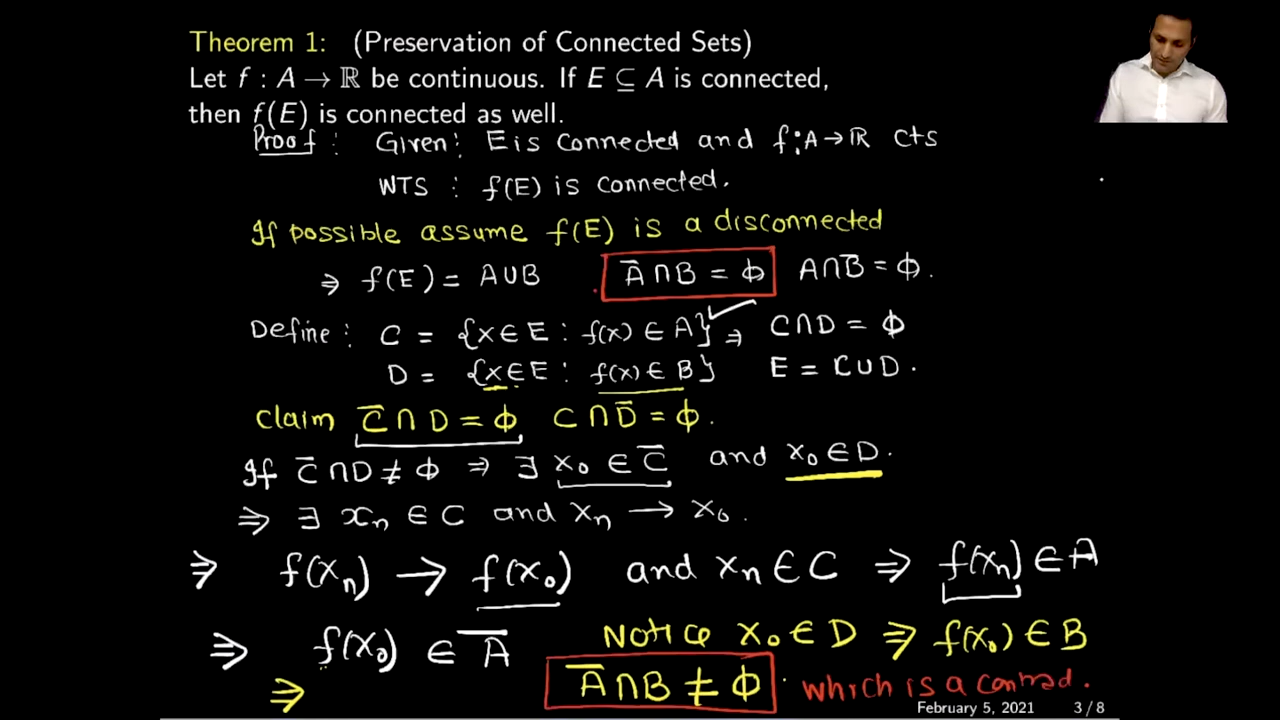 Theorem 1: (Preservation of Connected Sets)
Let f : A → ℝ be continuous. If E ⊆ A is connected,
then f(E) is connected as well.
Proof : Given: E is Connected and f: A → ℝ cts
WTS : f(E) is Connected.
If possible assume f(E) is a disconnected
⇒ f(E) = A∪B A̅∩B = ϕ A∩B̅ = ϕ.
Define : C = {x∈E : f(x) ∈ A} ⇒ C∩D = ϕ
D = {x∈E : f(x) ∈ B} E = C∪D.
Claim C̅∩D = ϕ C∩D̅ = ϕ.
If C̅∩D ≠ ϕ ⇒ ∃ x₀ ∈ C̅ and x₀ ∈ D.
⇒ ∃ xₙ ∈ C and xₙ → x₀.
⇒ f(xₙ) → f(x₀) and xₙ ∈ C ⇒ f(xₙ) ∈ A
⇒ f(x₀) ∈ A̅ Notice x₀ ∈ D ⇒ f(x₀) ∈ B
⇒ A̅∩B ≠ ϕ. which is a contrad.
February 5, 2021 3 / 8